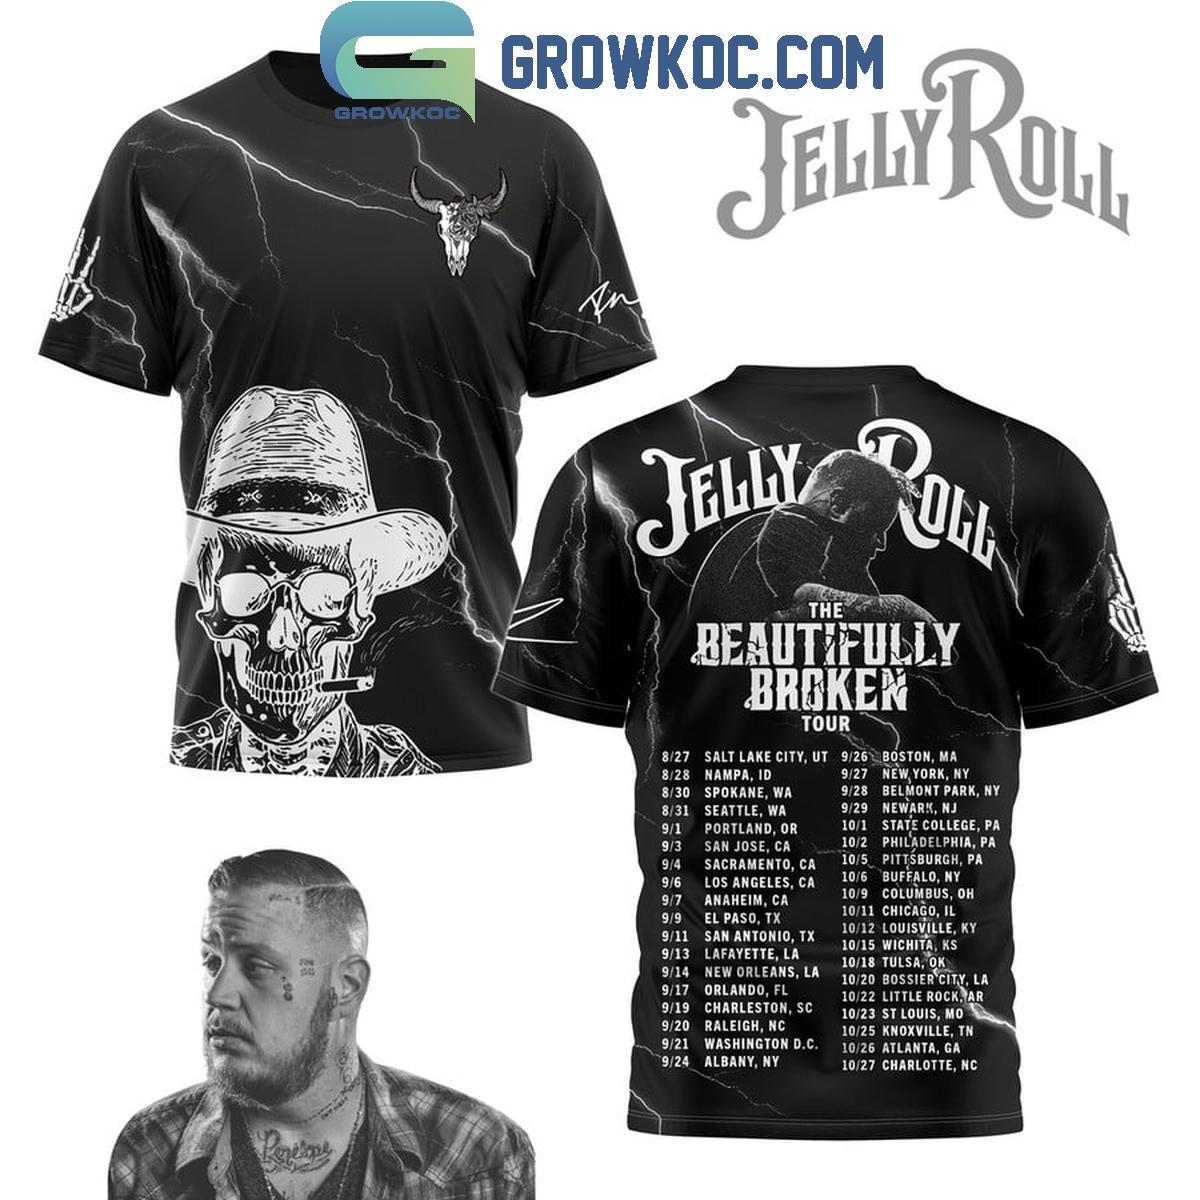 GROWKOC
GROWKOC.COM
JELLY ROLL
JELLY ROLL
THE
BEAUTIFULLY
BROKEN
TOUR
8/27 SALT LAKE CITY, UT
8/28 NAMPA, ID
8/30 SPOKANE, WA
8/31 SEATTLE, WA
9/1 PORTLAND, OR
9/3 SAN JOSE, CA
9/4 SACRAMENTO, CA
9/6 LOS ANGELES, CA
9/7 ANAHEIM, CA
9/9 EL PASO, TX
9/11 SAN ANTONIO, TX
9/13 LAFAYETTE, LA
9/14 NEW ORLEANS, LA
9/17 ORLANDO, FL
9/19 CHARLESTON, SC
9/20 RALEIGH, NC
9/21 WASHINGTON D.C.
9/24 ALBANY, NY
9/26 BOSTON, MA
9/27 NEW YORK, NY
9/28 BELMONT PARK, NY
9/29 NEWARK, NJ
10/1 STATE COLLEGE, PA
10/2 PHILADELPHIA, PA
10/5 PITTSBURGH, PA
10/6 BUFFALO, NY
10/9 COLUMBUS, OH
10/11 CHICAGO, IL
10/12 LOUISVILLE, KY
10/15 WICHITA, KS
10/18 TULSA, OK
10/20 BOSSIER CITY, LA
10/22 LITTLE ROCK, AR
10/23 ST LOUIS, MO
10/25 KNOXVILLE, TN
10/26 ATLANTA, GA
10/27 CHARLOTTE, NC
Penelope